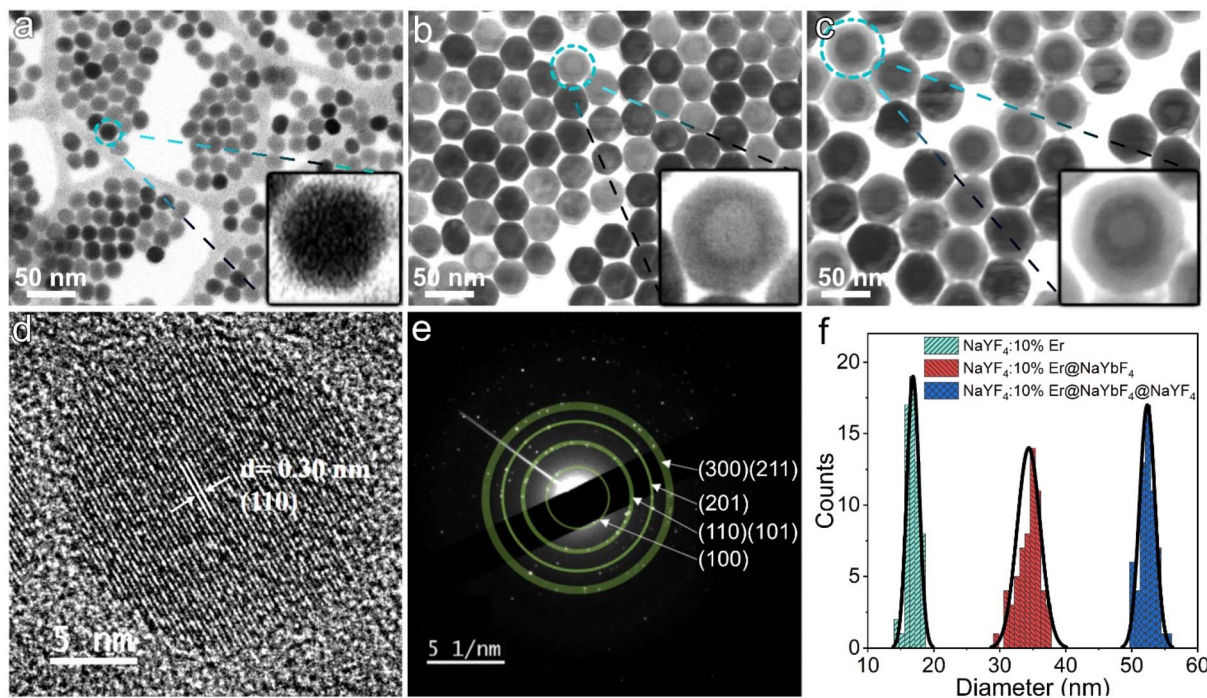 a
50 nm
b
50 nm
c
50 nm
d
d= 0.30 nm
(110)
5 nm
e
(300)(211)
(201)
(110)(101)
(100)
5 1/nm
f
NaYF₄:10% Er
NaYF₄:10% Er@NaYbF₄
NaYF₄:10% Er@NaYbF₄@NaYF₄
20
15
10
5
0
Counts
10 20 30 40 50 60
Diameter (nm)